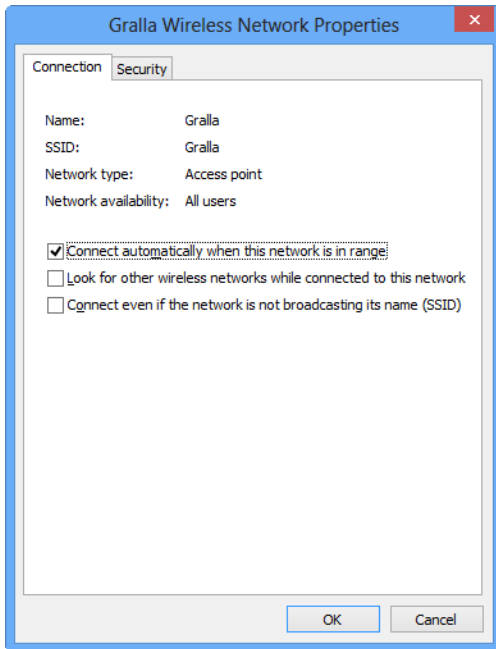 Gralla Wireless Network Properties
Connection Security
Name: Gralla
SSID: Gralla
Network type: Access point
Network availability: All users
Connect automatically when this network is in range
Look for other wireless networks while connected to this network
Connect even if the network is not broadcasting its name (SSID)
OK Cancel